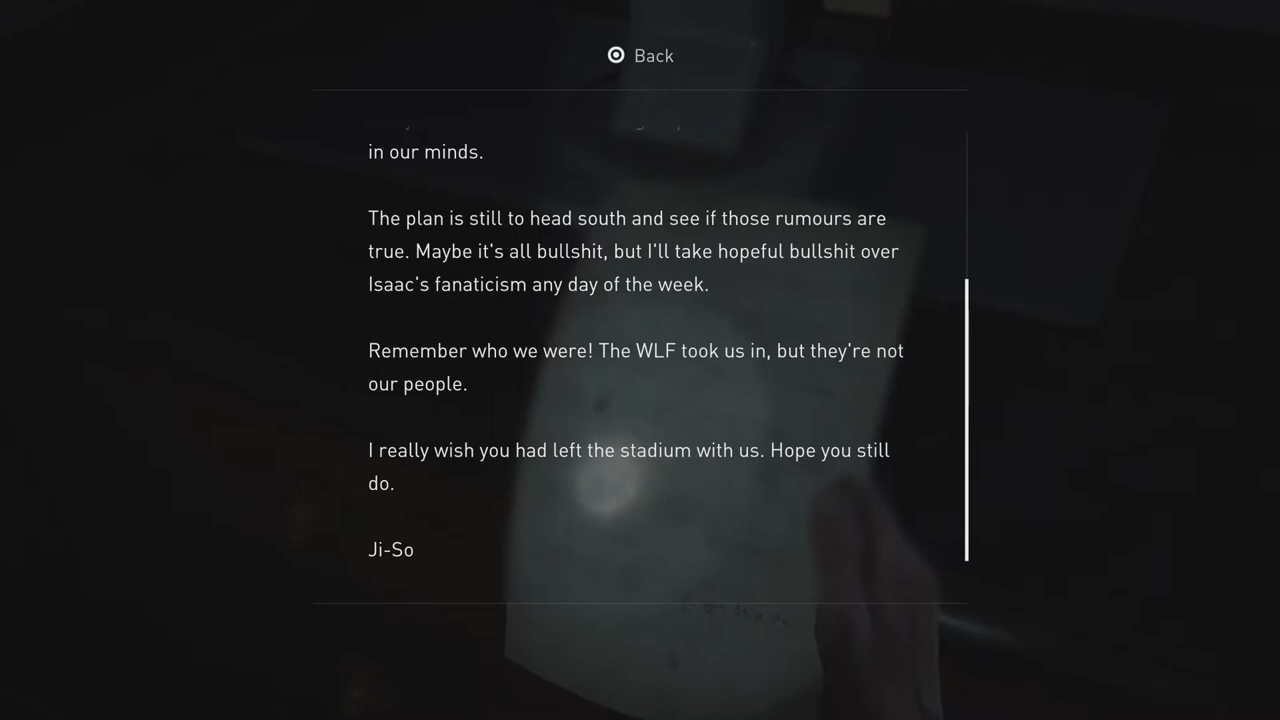 Back
in our minds.
The plan is still to head south and see if those rumours are
true. Maybe it's all bullshit, but I'll take hopeful bullshit over
Isaac's fanaticism any day of the week.
Remember who we were! The WLF took us in, but they're not
our people.
I really wish you had left the stadium with us. Hope you still
do.
Ji-So